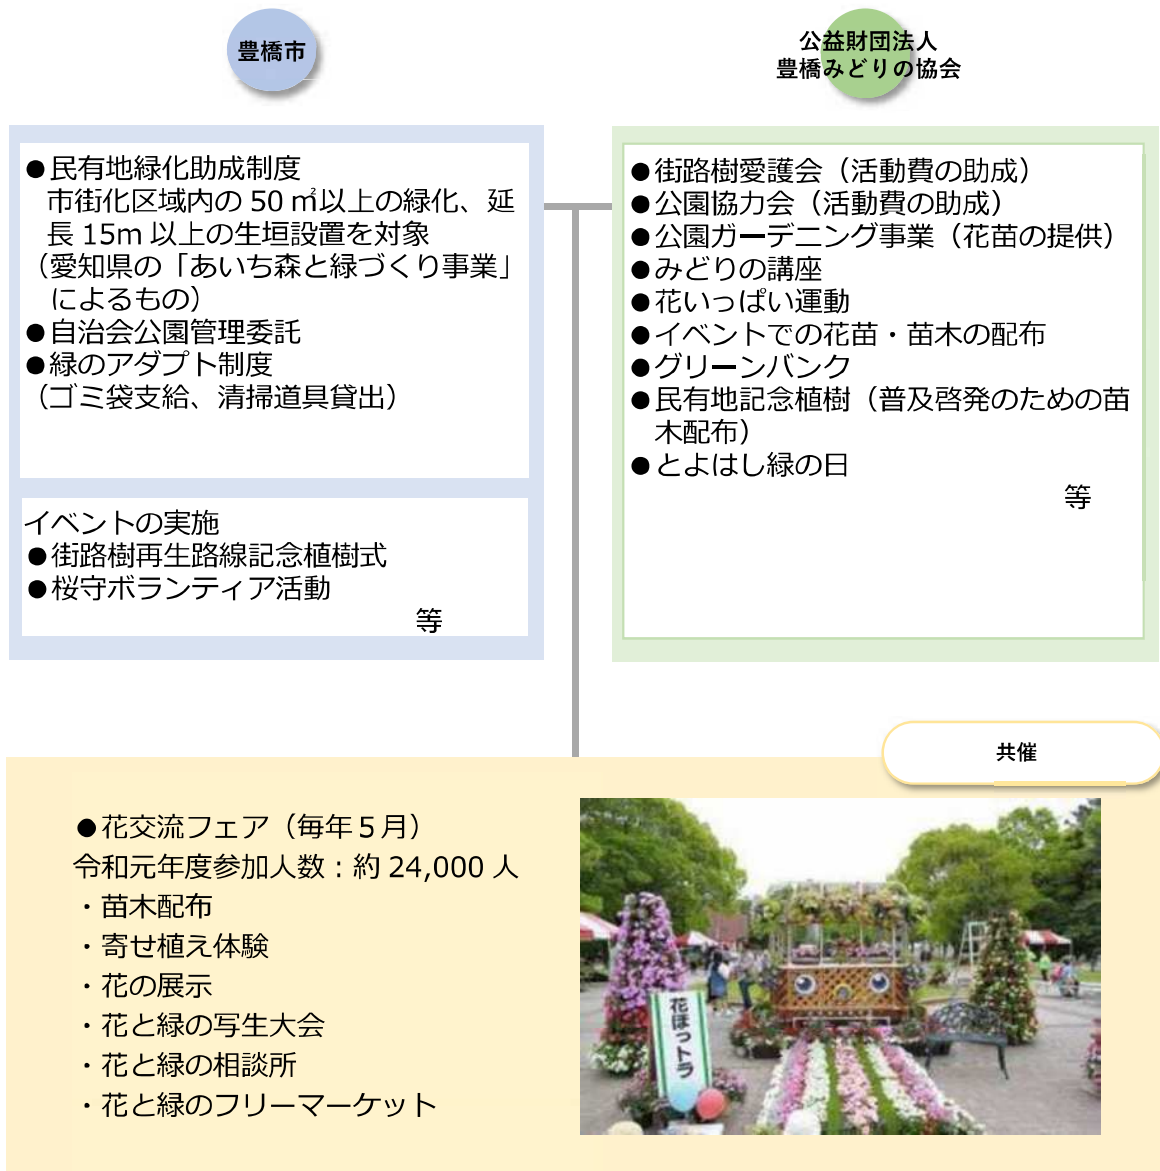 豊橋市
公益財団法人
豊橋みどりの協会
●民有地緑化助成制度
市街化区域内の 50 ㎡以上の緑化、延
長 15m 以上の生垣設置を対象
（愛知県の「あいち森と緑づくり事業」
によるもの）
●自治会公園管理委託
●緑のアダプト制度
（ゴミ袋支給、清掃道具貸出）
イベントの実施
●街路樹再生路線記念植樹式
●桜守ボランティア活動
等
●街路樹愛護会（活動費の助成）
●公園協力会（活動費の助成）
●公園ガーデニング事業（花苗の提供）
●みどりの講座
●花いっぱい運動
●イベントでの花苗・苗木の配布
●グリーンバンク
●民有地記念植樹（普及啓発のための苗
木配布）
●とよはし緑の日
等
共催
●花交流フェア（毎年５月）
令和元年度参加人数：約 24,000 人
・苗木配布
・寄せ植え体験
・花の展示
・花と緑の写生大会
・花と緑の相談所
・花と緑のフリーマーケット
花ほっトラ